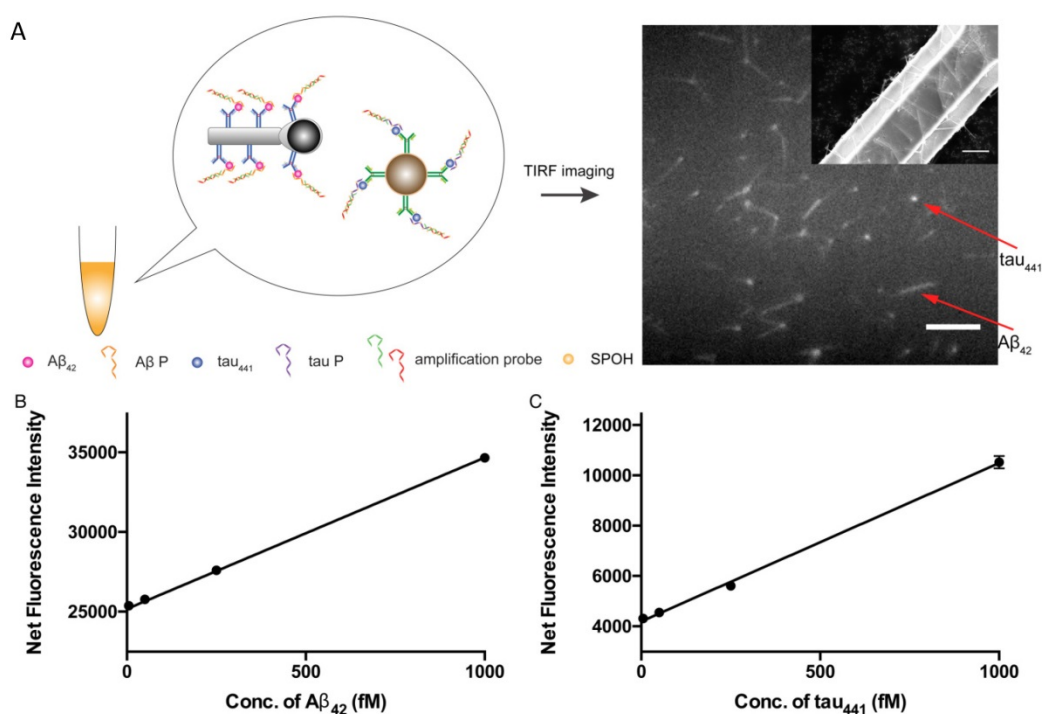 A
TIRF imaging
tau₄₄₁
Aβ₄₂
Aβ₄₂
Aβ P
tau₄₄₁
tau P
amplification probe
SPOH
B
Net Fluorescence Intensity
35000
30000
25000
0
500
1000
Conc. of Aβ₄₂ (fM)
C
Net Fluorescence Intensity
12000
10000
8000
6000
4000
0
500
1000
Conc. of tau₄₄₁ (fM)